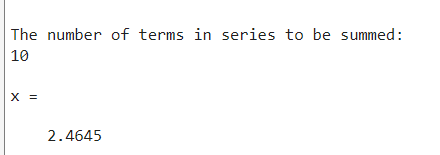 The number of terms in series to be summed:
10
x =
2.4645